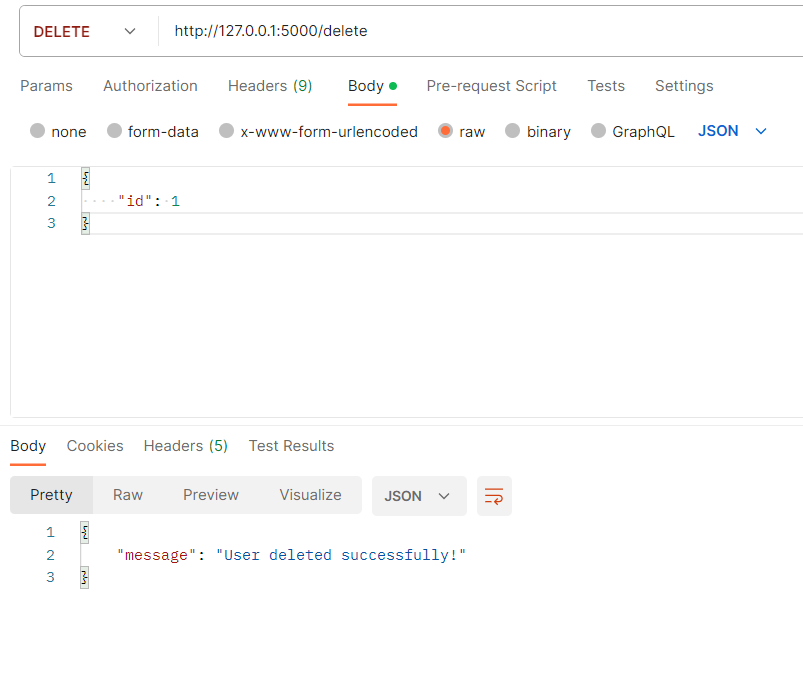 DELETE http://127.0.0.1:5000/delete
Params Authorization Headers (9) Body Pre-request Script Tests Settings
none form-data x-www-form-urlencoded raw binary GraphQL JSON
1 {
2 ····"id":·1
3 }
Body Cookies Headers (5) Test Results
Pretty Raw Preview Visualize JSON
1 {
2 "message": "User deleted successfully!"
3 }